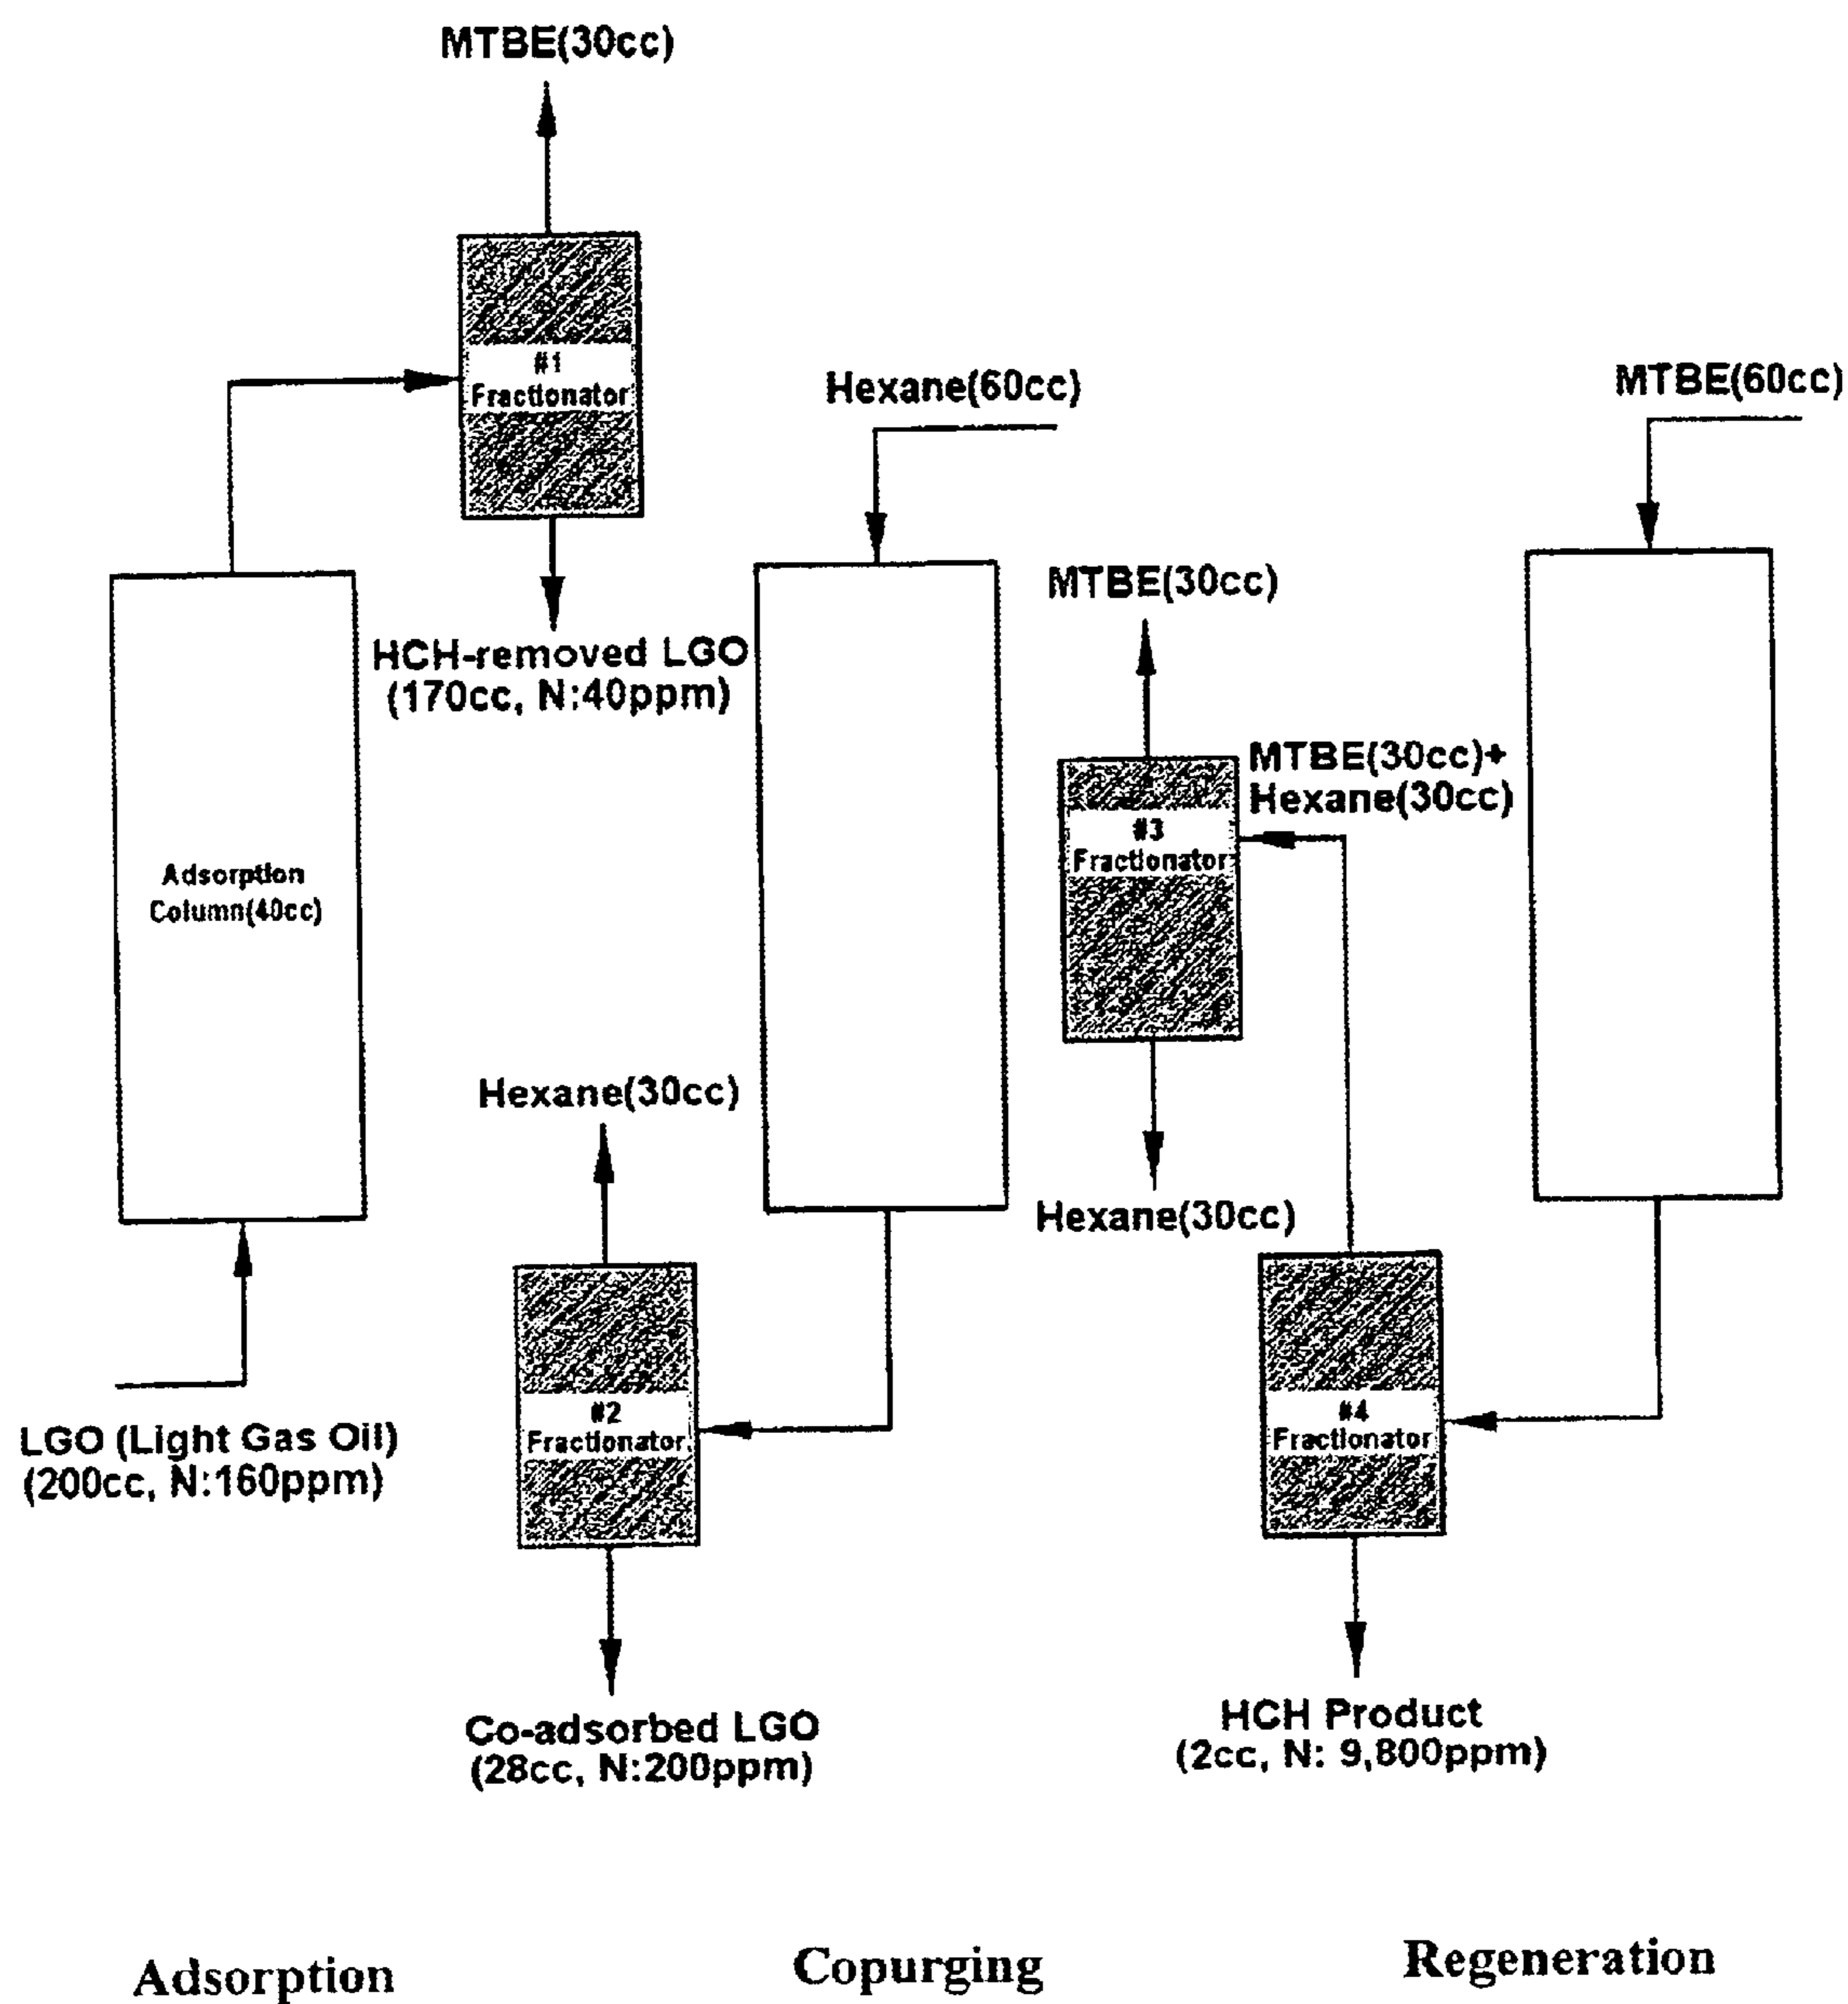 MTBE(30cc)
#1
Fractionator
HCH-removed LGO
(170cc, N:40ppm)
Hexane(60cc)
MTBE(60cc)
MTBE(30cc)
MTBE(30cc)+
Hexane(30cc)
#3
Fractionator
Adsorption
Column(40cc)
Hexane(30cc)
Hexane(30cc)
LGO (Light Gas Oil)
(200cc, N:160ppm)
#2
Fractionator
#4
Fractionator
Co-adsorbed LGO
(28cc, N:200ppm)
HCH Product
(2cc, N: 9,800ppm)
Adsorption
Copurging
Regeneration